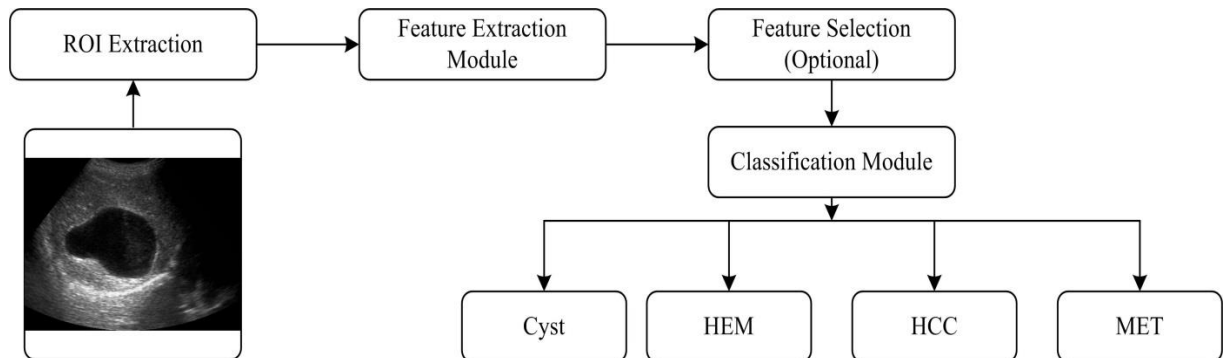 ROI Extraction
Feature Extraction
Module
Feature Selection
(Optional)
Classification Module
Cyst
HEM
HCC
MET